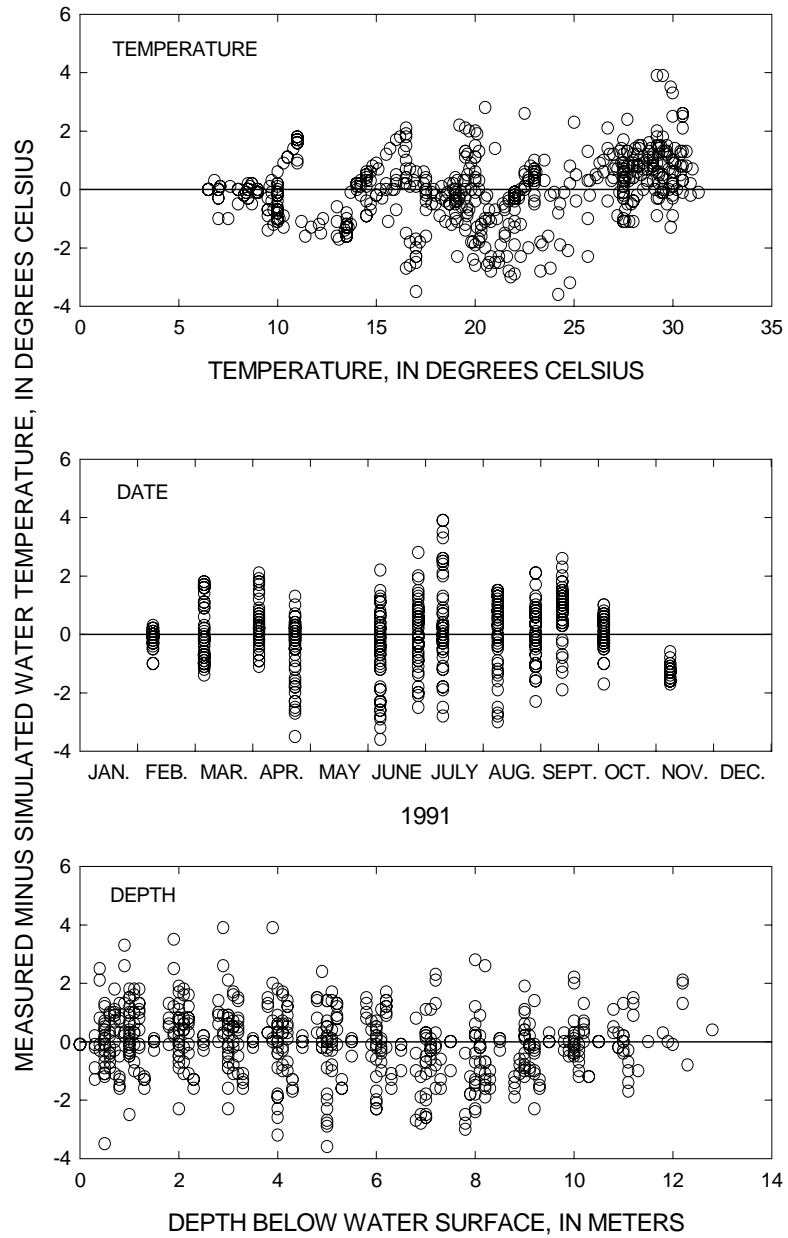 MEASURED MINUS SIMULATED WATER TEMPERATURE, IN DEGREES CELSIUS
6
4
2
0
-2
-4
TEMPERATURE
0 5 10 15 20 25 30 35
TEMPERATURE, IN DEGREES CELSIUS
6
4
2
0
-2
-4
DATE
JAN. FEB. MAR. APR. MAY JUNE JULY AUG. SEPT. OCT. NOV. DEC.
1991
6
4
2
0
-2
-4
DEPTH
0 2 4 6 8 10 12 14
DEPTH BELOW WATER SURFACE, IN METERS